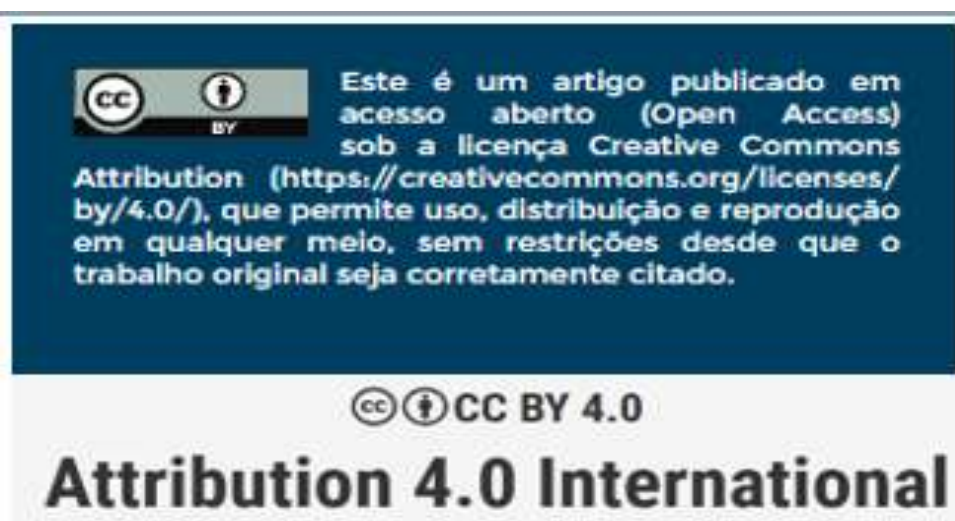 cc
BY
Este é um artigo publicado em
acesso aberto (Open Access)
sob a licença Creative Commons
Attribution (https://creativecommons.org/licenses/
by/4.0/), que permite uso, distribuição e reprodução
em qualquer meio, sem restrições desde que o
trabalho original seja corretamente citado.
cc CC BY 4.0
Attribution 4.0 International